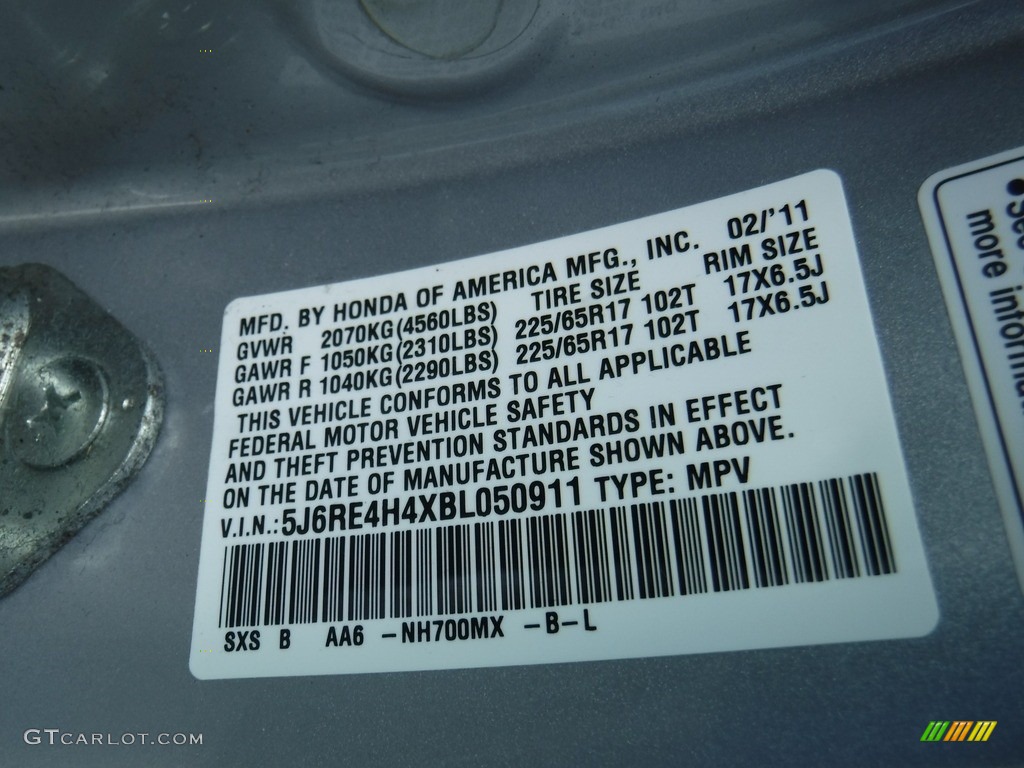 MFD. BY HONDA OF AMERICA MFG., INC. 02/'11
GVWR 2070KG(4560LBS) TIRE SIZE RIM SIZE
GAWR F 1050KG(2310LBS) 225/65R17 102T 17X6.5J
GAWR R 1040KG(2290LBS) 225/65R17 102T 17X6.5J
THIS VEHICLE CONFORMS TO ALL APPLICABLE
FEDERAL MOTOR VEHICLE SAFETY
AND THEFT PREVENTION STANDARDS IN EFFECT
ON THE DATE OF MANUFACTURE SHOWN ABOVE.
V.I.N.: 5J6RE4H4XBL050911 TYPE: MPV
SXS B AA6 -NH700MX -B-L
•See
more
GTCARLOT.COM